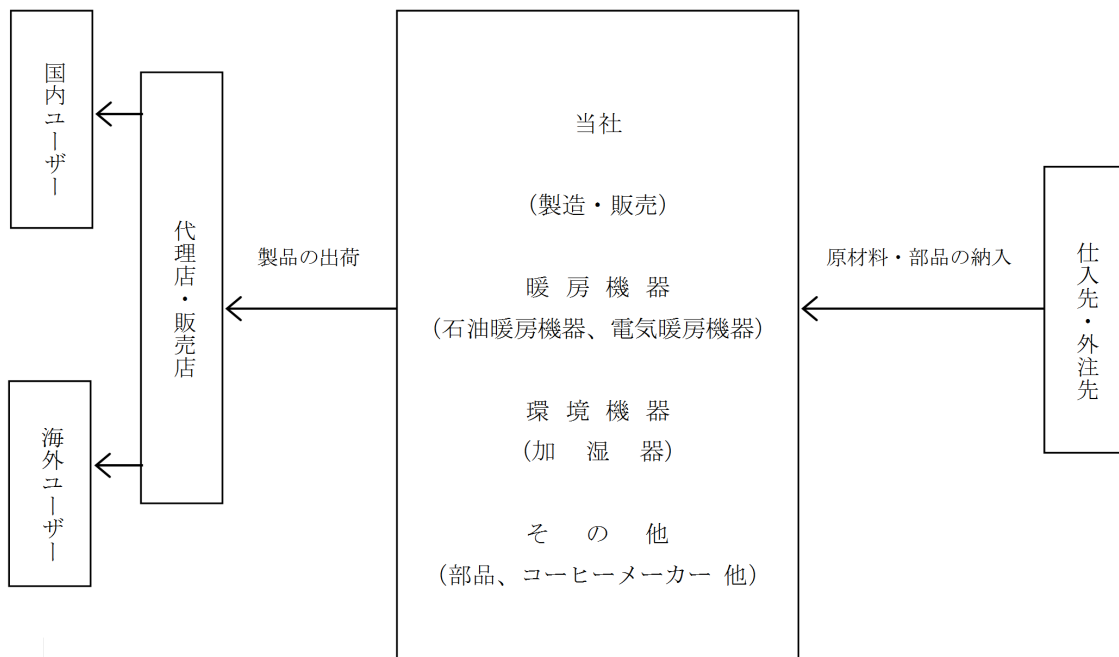 国内ユーザー
海外ユーザー
代理店・販売店
製品の出荷
当社
(製造・販売)
暖房機器
(石油暖房機器、電気暖房機器)
環境機器
(加湿器)
その他
(部品、コーヒーメーカー 他)
原材料・部品の納入
仕入先・外注先